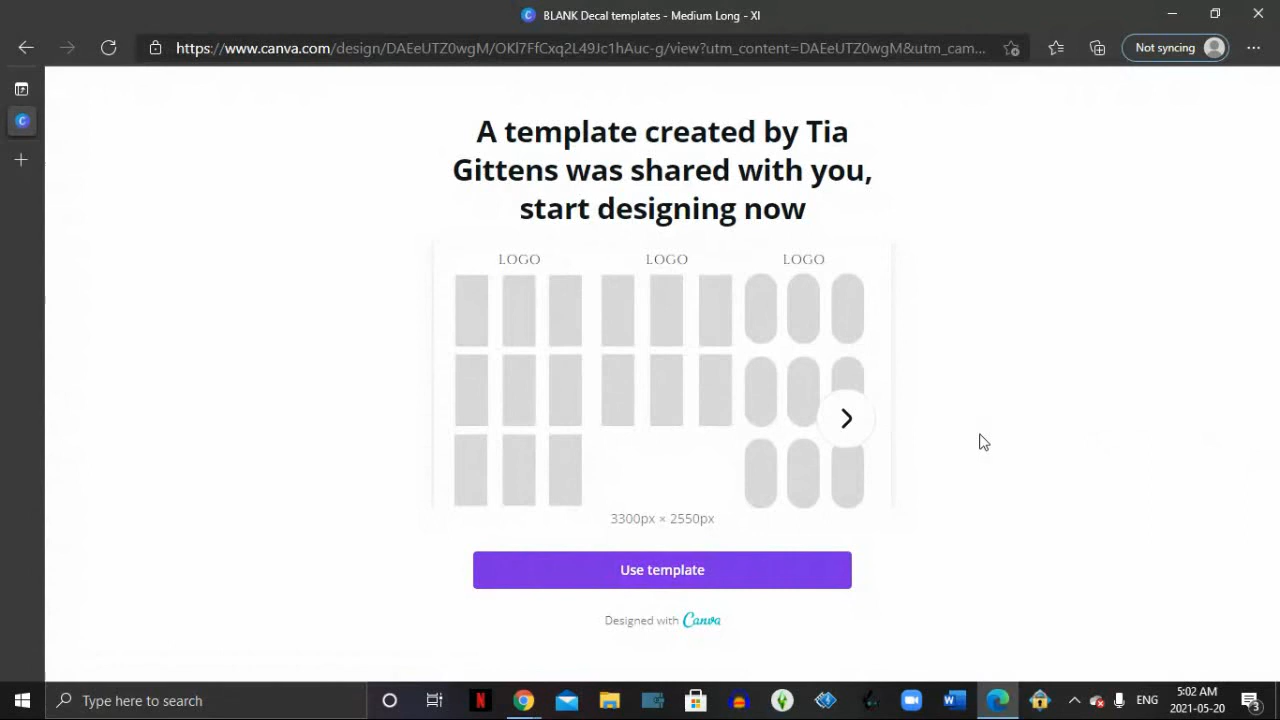 BLANK Decal templates - Medium Long - XI
https://www.canva.com/design/DAEeUTZ0wgM/OKl7FfCxq2L49Jc1hAuc-g/view?utm_content=DAEeUTZ0wgM&utm_cam...
Not syncing
A template created by Tia
Gittens was shared with you,
start designing now
LOGO LOGO LOGO
3300px × 2550px
Use template
Designed with Canva
Type here to search
ENG
5:02 AM
2021-05-20
3